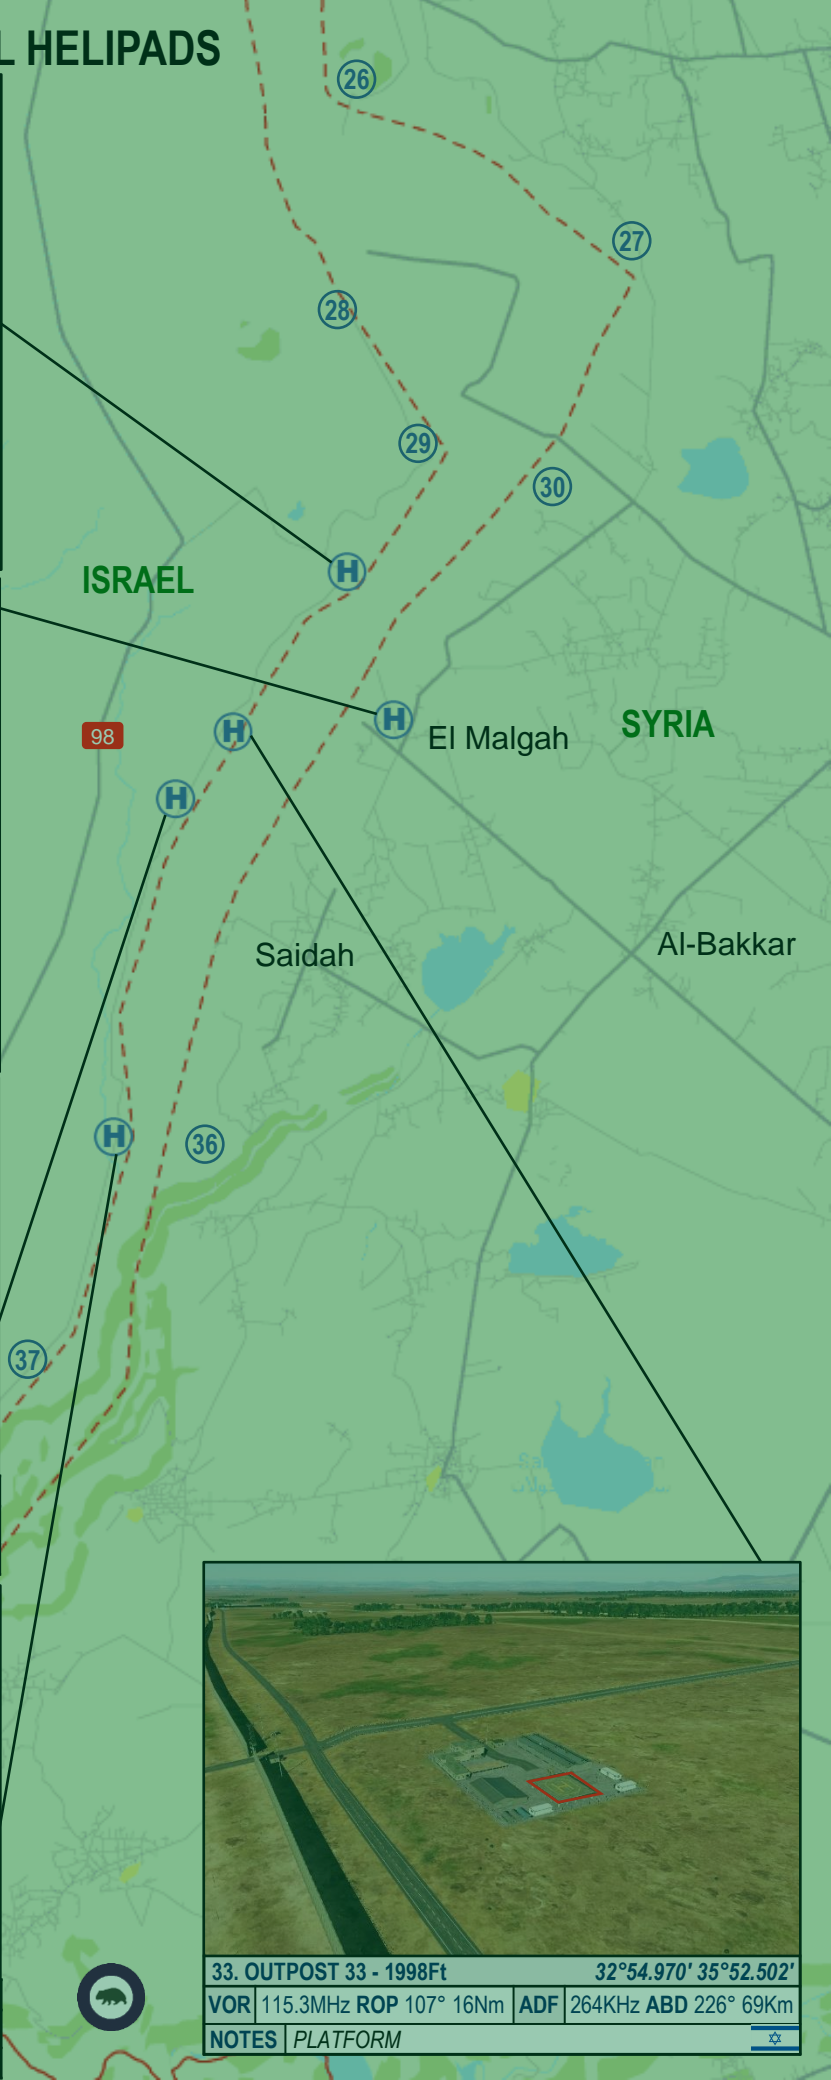 L HELIPADS
26
27
28
29
30
H
ISRAEL
H
H
El Malgah
SYRIA
98
H
Saidah
Al-Bakkar
H
36
37
33. OUTPOST 33 - 1998Ft 32°54.970' 35°52.502'
VOR 115.3MHz ROP 107° 16Nm ADF 264KHz ABD 226° 69Km
NOTES PLATFORM